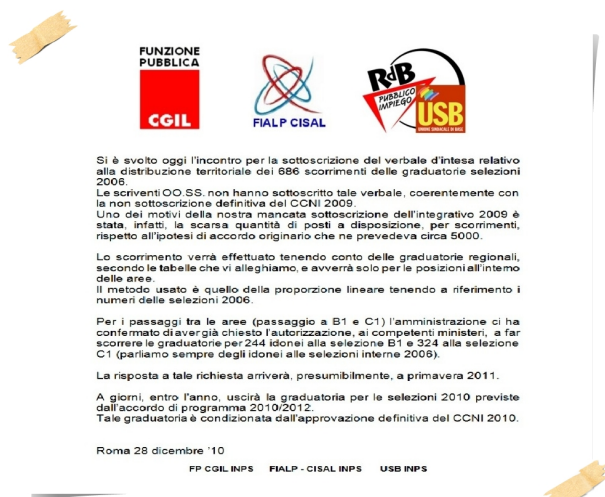 FUNZIONE
PUBBLICA
CGIL
FIALP CISAL
RdB
PUBBLICO
IMPIEGO
USB
UNIONE SINDACALE DI BASE
Si è svolto oggi l'incontro per la sottoscrizione del verbale d'intesa relativo
alla distribuzione territoriale dei 686 scorrimenti delle graduatorie selezioni
2006.
Le scriventi OO.SS. non hanno sottoscritto tale verbale, coerentemente con
la non sottoscrizione definitiva del CCNI 2009.
Uno dei motivi della nostra mancata sottoscrizione dell'integrativo 2009 è
stata, infatti, la scarsa quantità di posti a disposizione, per scorrimenti,
rispetto all'ipotesi di accordo originario che ne prevedeva circa 5000.
Lo scorrimento verrà effettuato tenendo conto delle graduatorie regionali,
secondo le tabelle che vi alleghiamo, e avverrà solo per le posizioni all'interno
delle aree.
Il metodo usato è quello della proporzione lineare tenendo a riferimento i
numeri delle selezioni 2006.
Per i passaggi tra le aree (passaggio a B1 e C1) l'amministrazione ci ha
confermato di aver già chiesto l'autorizzazione, ai competenti ministeri, a far
scorrere le graduatorie per 244 idonei alla selezione B1 e 324 alla selezione
C1 (parliamo sempre degli idonei alle selezioni interne 2006).
La risposta a tale richiesta arriverà, presumibilmente, a primavera 2011.
A giorni, entro l'anno, uscirà la graduatoria per le selezioni 2010 previste
dall'accordo di programma 2010/2012.
Tale graduatoria è condizionata dall'approvazione definitiva del CCNI 2010.
Roma 28 dicembre '10
FP CGIL INPS FIALP - CISAL INPS USB INPS